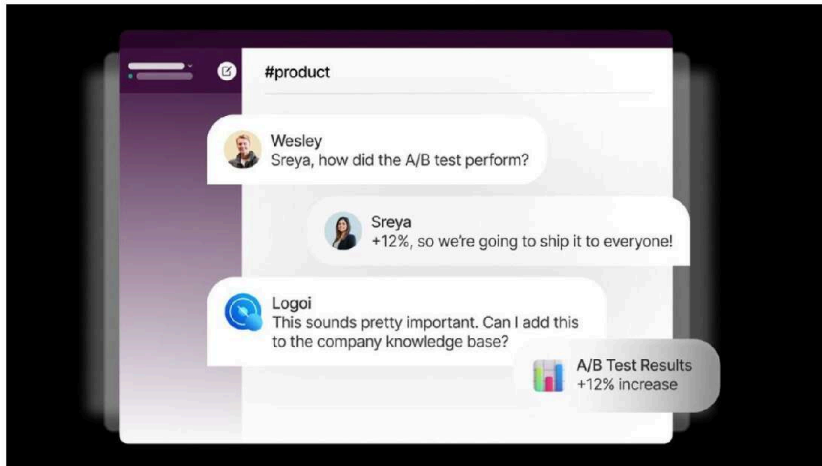 #product
Wesley
Sreya, how did the A/B test perform?
Sreya
+12%, so we're going to ship it to everyone!
Logoi
This sounds pretty important. Can I add this
to the company knowledge base?
A/B Test Results
+12% increase